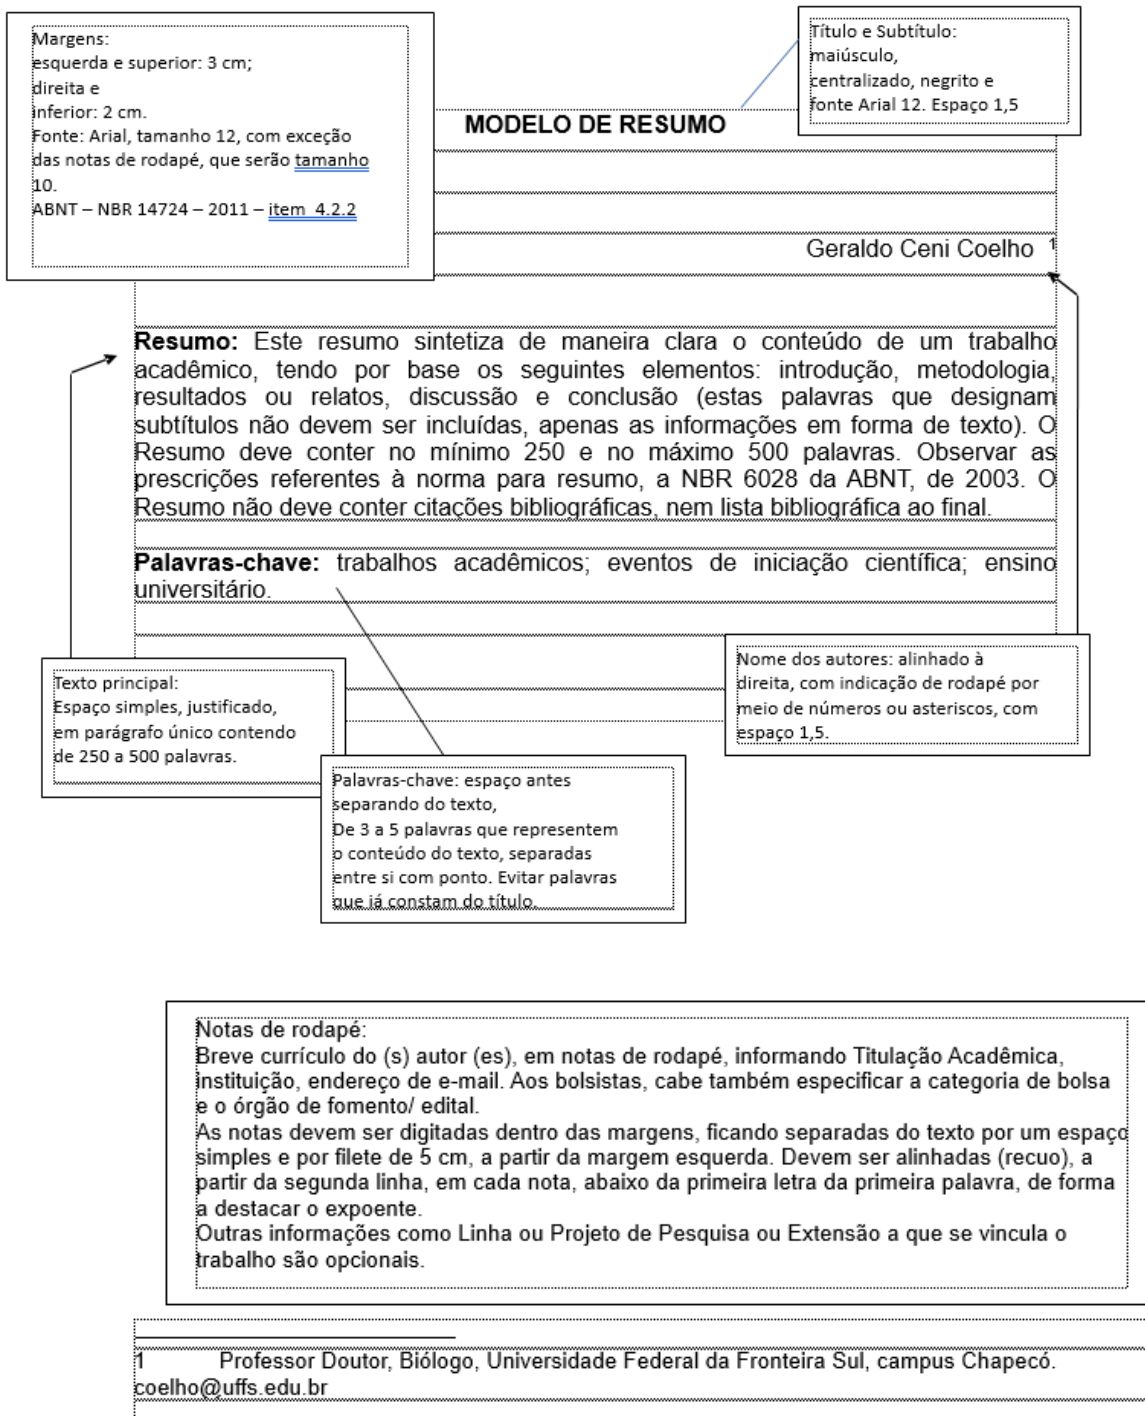 Margens:
esquerda e superior: 3 cm;
direita e
inferior: 2 cm.
Fonte: Arial, tamanho 12, com exceção
das notas de rodapé, que serão tamanho
10.
ABNT – NBR 14724 – 2011 – item 4.2.2
Título e Subtítulo:
maiúsculo,
centralizado, negrito e
fonte Arial 12. Espaço 1,5
MODELO DE RESUMO
Geraldo Ceni Coelho 1
Resumo: Este resumo sintetiza de maneira clara o conteúdo de um trabalho
acadêmico, tendo por base os seguintes elementos: introdução, metodologia,
resultados ou relatos, discussão e conclusão (estas palavras que designam
subtítulos não devem ser incluídas, apenas as informações em forma de texto). O
Resumo deve conter no mínimo 250 e no máximo 500 palavras. Observar as
prescrições referentes à norma para resumo, a NBR 6028 da ABNT, de 2003. O
Resumo não deve conter citações bibliográficas, nem lista bibliográfica ao final.
Palavras-chave: trabalhos acadêmicos; eventos de iniciação científica; ensino
universitário.
Texto principal:
Espaço simples, justificado,
em parágrafo único contendo
de 250 a 500 palavras.
Nome dos autores: alinhado à
direita, com indicação de rodapé por
meio de números ou asteriscos, com
espaço 1,5.
Palavras-chave: espaço antes
separando do texto,
De 3 a 5 palavras que representem
o conteúdo do texto, separadas
entre si com ponto. Evitar palavras
que já constam do título.
Notas de rodapé:
Breve currículo do (s) autor (es), em notas de rodapé, informando Titulação Acadêmica,
instituição, endereço de e-mail. Aos bolsistas, cabe também especificar a categoria de bolsa
e o órgão de fomento/ edital.
As notas devem ser digitadas dentro das margens, ficando separadas do texto por um espaço
simples e por filete de 5 cm, a partir da margem esquerda. Devem ser alinhadas (recuo), a
partir da segunda linha, em cada nota, abaixo da primeira letra da primeira palavra, de forma
a destacar o expoente.
Outras informações como Linha ou Projeto de Pesquisa ou Extensão a que se vincula o
trabalho são opcionais.
1 Professor Doutor, Biólogo, Universidade Federal da Fronteira Sul, campus Chapecó.
coelho@uffs.edu.br